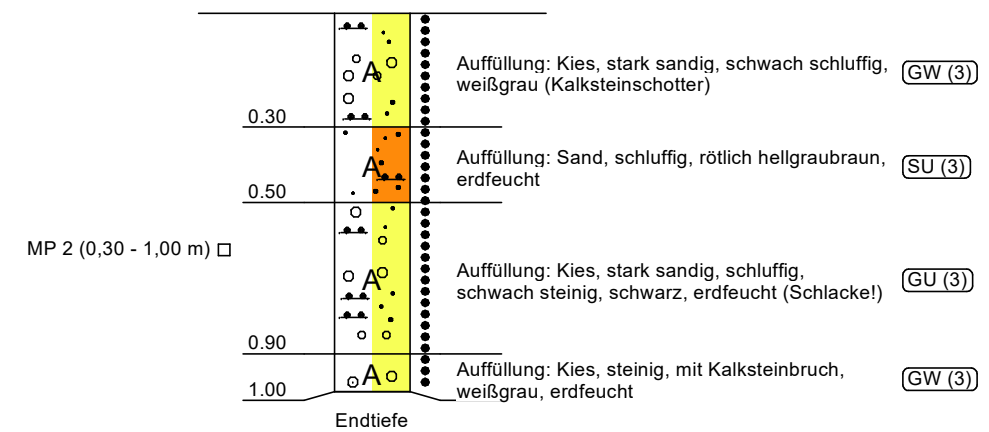 A
Auffüllung: Kies, stark sandig, schwach schluffig,
weißgrau (Kalksteinschotter)
GW (3)
0.30
A
Auffüllung: Sand, schluffig, rötlich hellgraubraun,
erdfeucht
SU (3)
0.50
MP 2 (0,30 - 1,00 m)
A
Auffüllung: Kies, stark sandig, schluffig,
schwach steinig, schwarz, erdfeucht (Schlacke!)
GU (3)
0.90
A
Auffüllung: Kies, steinig, mit Kalksteinbruch,
weißgrau, erdfeucht
GW (3)
1.00
Endtiefe